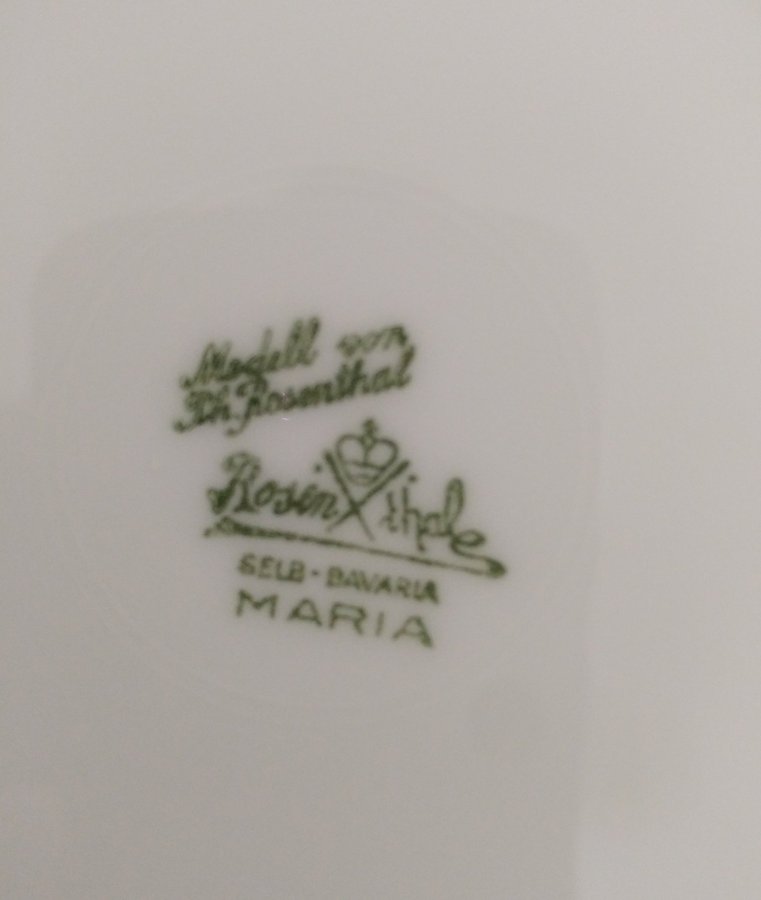 Modell von
Ph. Rosenthal
Rosenthal
SELB-BAVARIA
MARIA